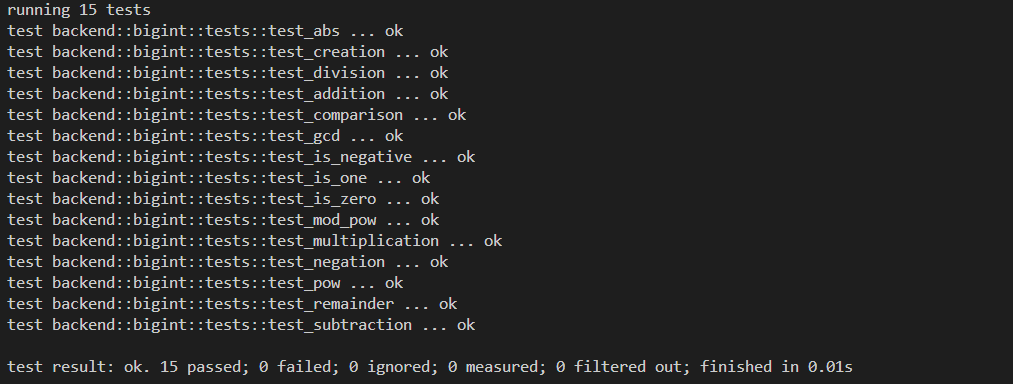 running 15 tests
test backend::bigint::tests::test_abs ... ok
test backend::bigint::tests::test_creation ... ok
test backend::bigint::tests::test_division ... ok
test backend::bigint::tests::test_addition ... ok
test backend::bigint::tests::test_comparison ... ok
test backend::bigint::tests::test_gcd ... ok
test backend::bigint::tests::test_is_negative ... ok
test backend::bigint::tests::test_is_one ... ok
test backend::bigint::tests::test_is_zero ... ok
test backend::bigint::tests::test_mod_pow ... ok
test backend::bigint::tests::test_multiplication ... ok
test backend::bigint::tests::test_negation ... ok
test backend::bigint::tests::test_pow ... ok
test backend::bigint::tests::test_remainder ... ok
test backend::bigint::tests::test_subtraction ... ok
test result: ok. 15 passed; 0 failed; 0 ignored; 0 measured; 0 filtered out; finished in 0.01s